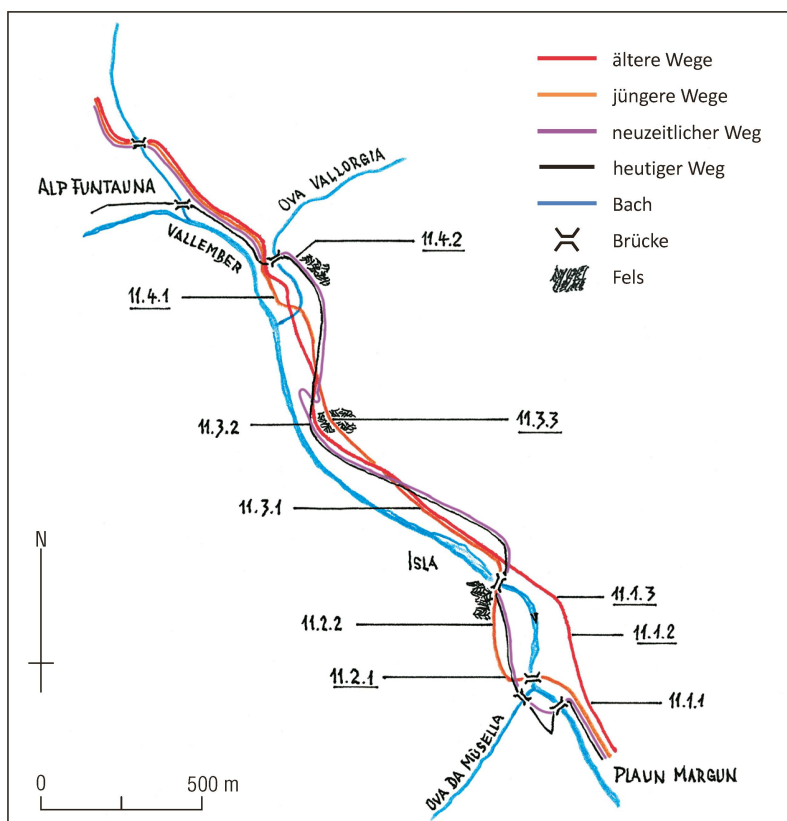 ältere Wege
jüngere Wege
neuzeitlicher Weg
heutiger Weg
Bach
Brücke
Fels
ALP FUNTAUNA
OVA VALLORGIA
VALLEMBER
11.4.2
11.4.1
11.3.3
11.3.2
11.3.1
N
ISLA
11.1.3
11.2.2
11.1.2
11.2.1
11.1.1
OVA DA MÜSELLA
PLAUN MARGUN
0
500 m